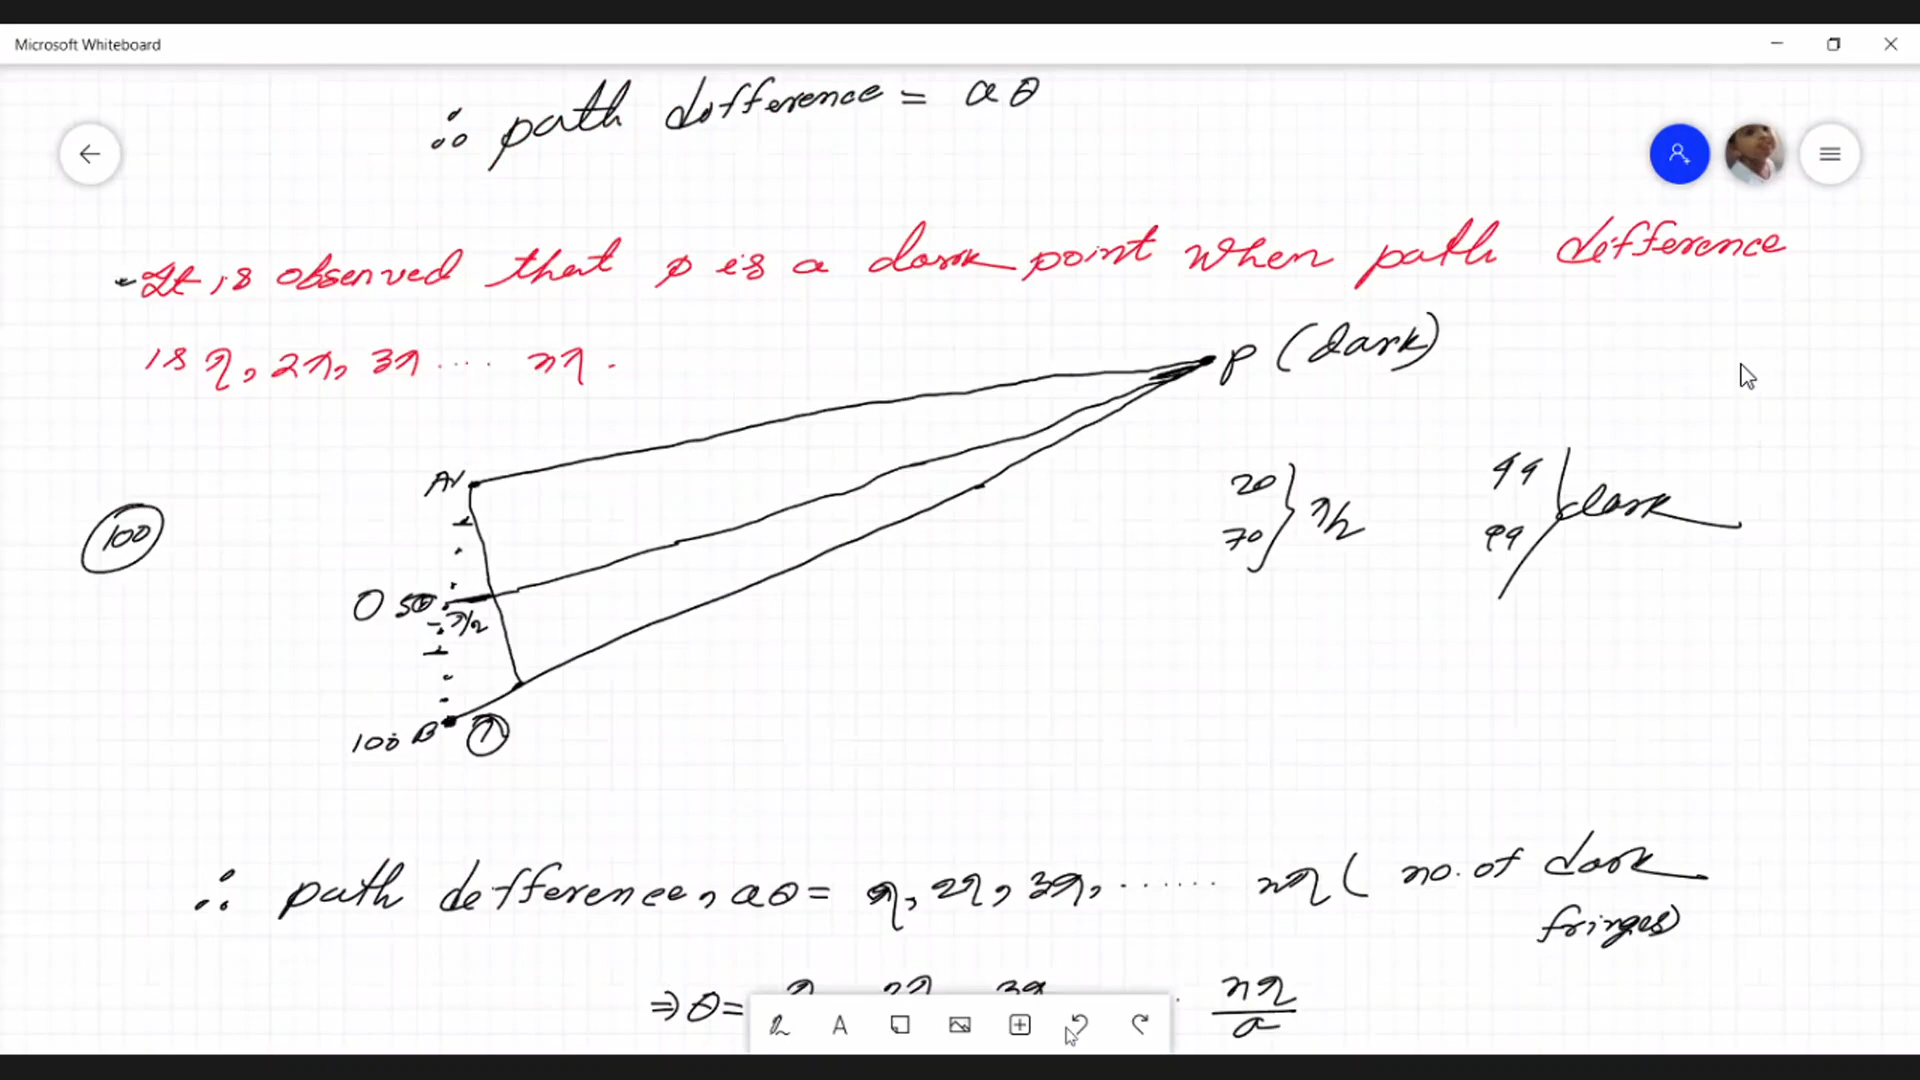 Microsoft Whiteboard
∴ path difference = aθ
- It is observed that p is a dark point when path difference
is λ, 2λ, 3λ .... nλ.
P (dark)
A 1
100
20
70 } λ/2
49
99 dark
O 50
λ/2
100 B λ
∴ path difference, aθ = λ, 2λ, 3λ, ...... nλ ( no. of dark
fringes)
⇒ θ = nλ/a
A